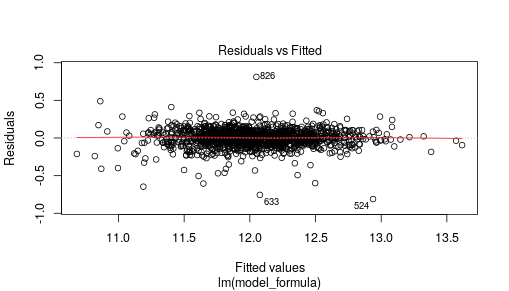 Residuals vs Fitted
1.0
0.5
0.0
-0.5
-1.0
Residuals
826
633
524
11.0 11.5 12.0 12.5 13.0 13.5
Fitted values
lm(model_formula)